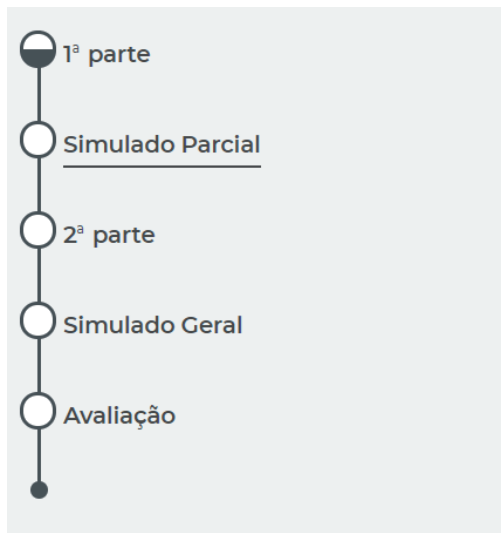 1ª parte
Simulado Parcial
2ª parte
Simulado Geral
Avaliação